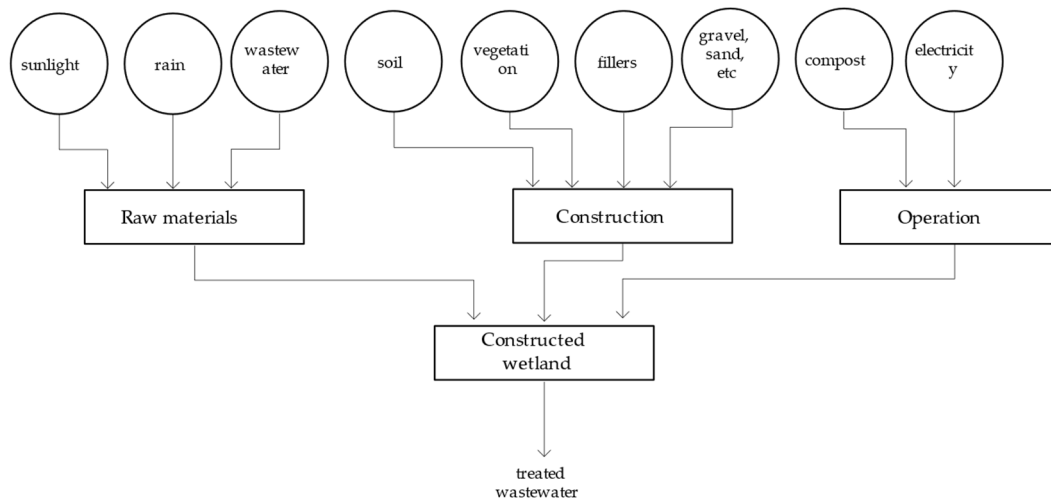 sunlight
rain
wastew
ater
soil
vegetati
on
fillers
gravel,
sand,
etc
compost
electricit
y
Raw materials
Construction
Operation
Constructed
wetland
treated
wastewater